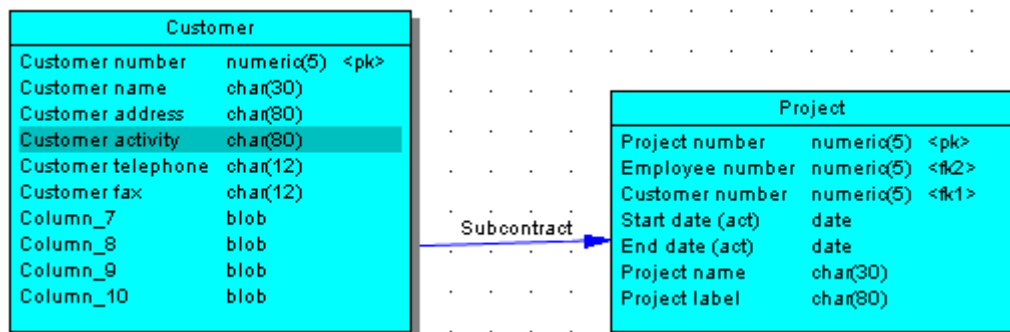 Customer
Customer number numeric(5) <pk>
Customer name char(30)
Customer address char(80)
Customer activity char(80)
Customer telephone char(12)
Customer fax char(12)
Column_7 blob
Column_8 blob
Column_9 blob
Column_10 blob
Subcontract
Project
Project number numeric(5) <pk>
Employee number numeric(5) <fk2>
Customer number numeric(5) <fk1>
Start date (act) date
End date (act) date
Project name char(30)
Project label char(80)